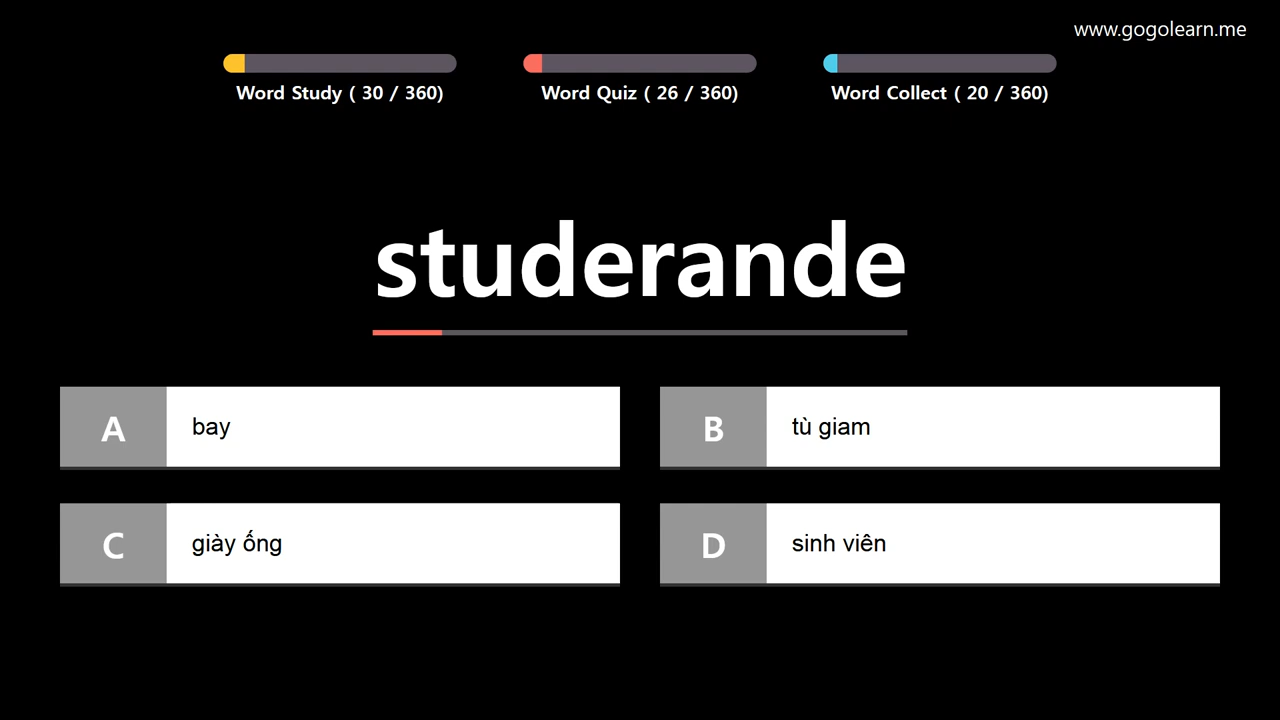 www.gogolearn.me
Word Study ( 30 / 360)
Word Quiz ( 26 / 360)
Word Collect ( 20 / 360)
studerande
A
bay
B
tù giam
C
giày ống
D
sinh viên